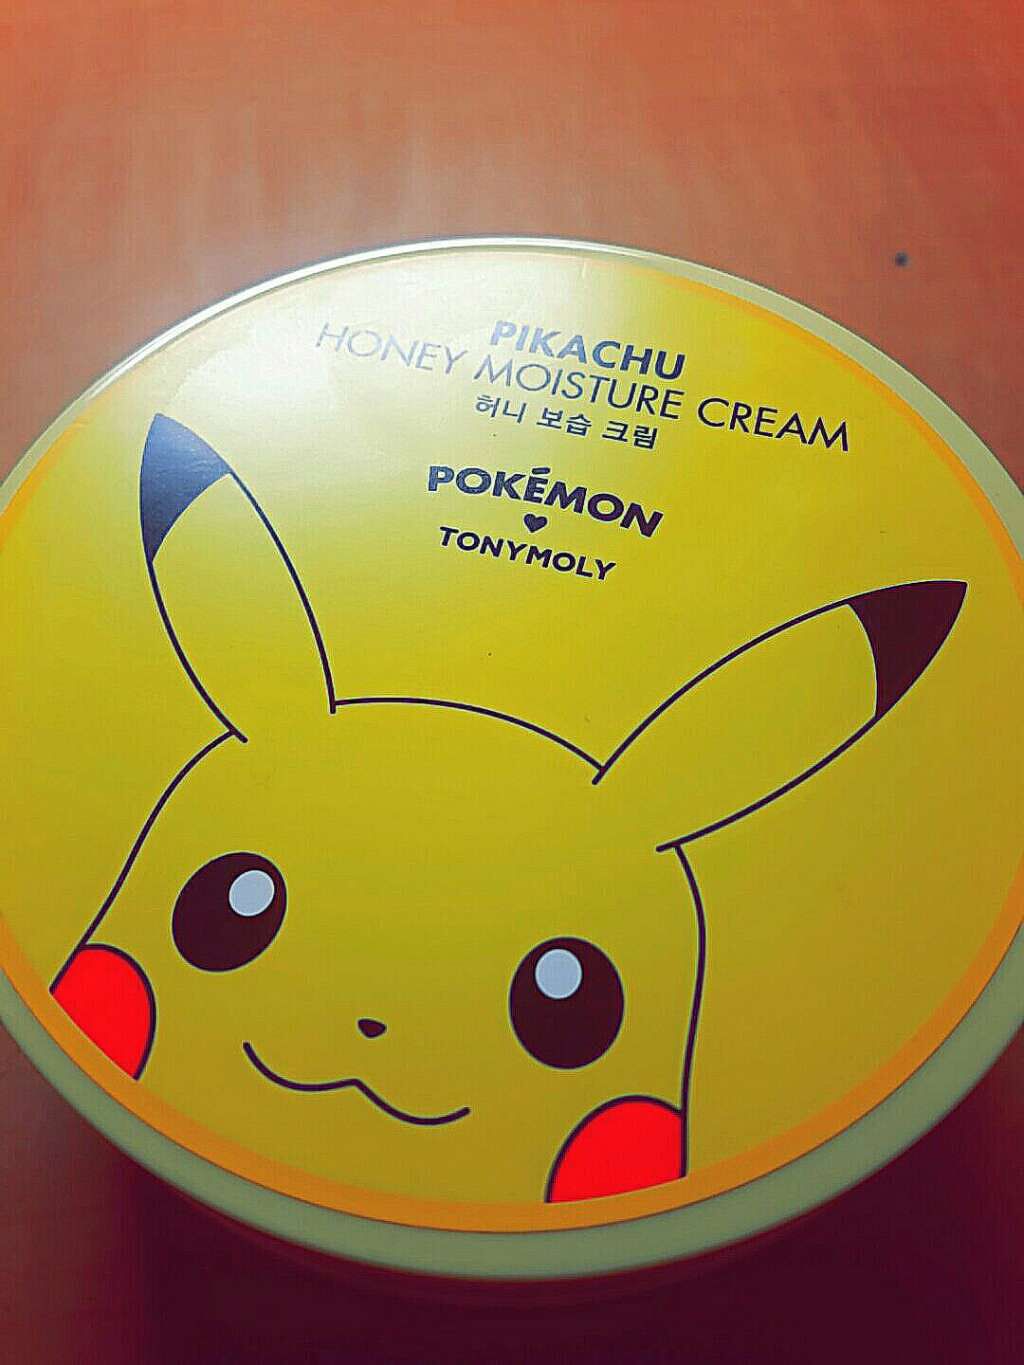 PIKACHU
HONEY MOISTURE CREAM
허니 보습 크림
POKÉMON
TONYMOLY